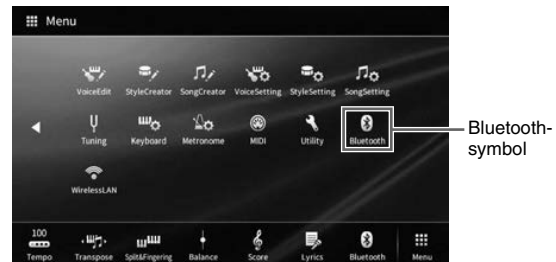 Menu
VoiceEdit StyleCreator SongCreator VoiceSetting StyleSetting SongSetting
Tuning Keyboard Metronome MIDI Utility Bluetooth
WirelessLAN
Bluetooth-
symbol
100
Tempo Transpose Split&Fingering Balance Score Lyrics Bluetooth Menu